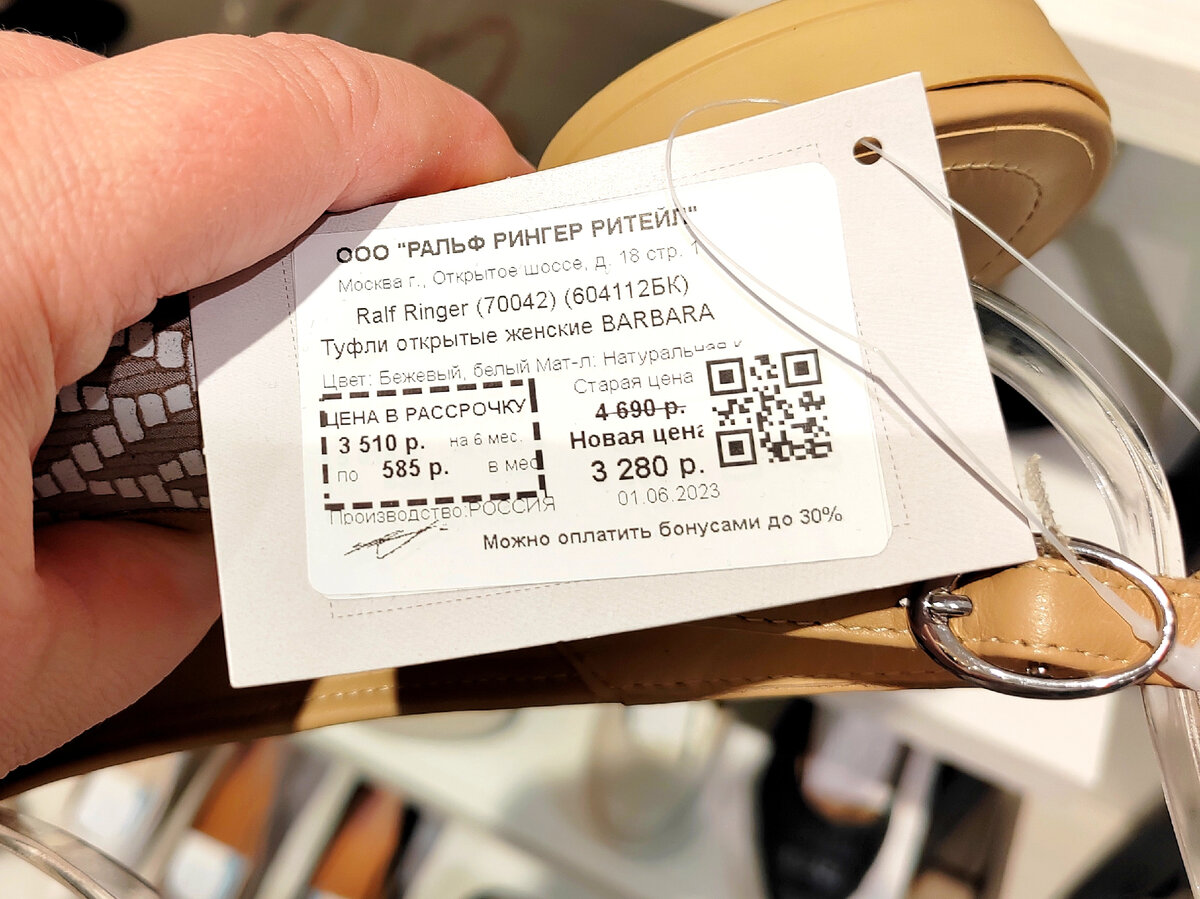 ООО "РАЛЬФ РИНГЕР РИТЕЙЛ"
Москва г., Открытое шоссе, д. 18 стр. 1
Ralf Ringer (70042) (604112БК)
Туфли открытые женские BARBARA
Цвет: Бежевый, белый Мат-л: Натуральная к
ЦЕНА В РАССРОЧКУ
3 510 р. на 6 мес.
по 585 р. в мес
Старая цена
4 690 р.
Новая цена
3 280 р.
01.06.2023
Производство:РОССИЯ
Можно оплатить бонусами до 30%